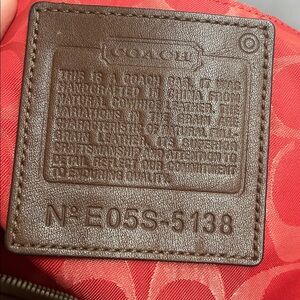 COACH
THIS IS A COACH BAG. IT WAS
HANDCRAFTED IN CHINA FROM
NATURAL COWHIDE LEATHER.
VARIATIONS IN THE GRAIN ARE
CHARACTERISTIC OF NATURAL FULL-
GRAIN LEATHER. ITS SUPERIOR
CRAFTSMANSHIP AND ATTENTION TO
DETAIL REFLECT OUR COMMITMENT
TO ENDURING QUALITY.
Nº E05S-5138